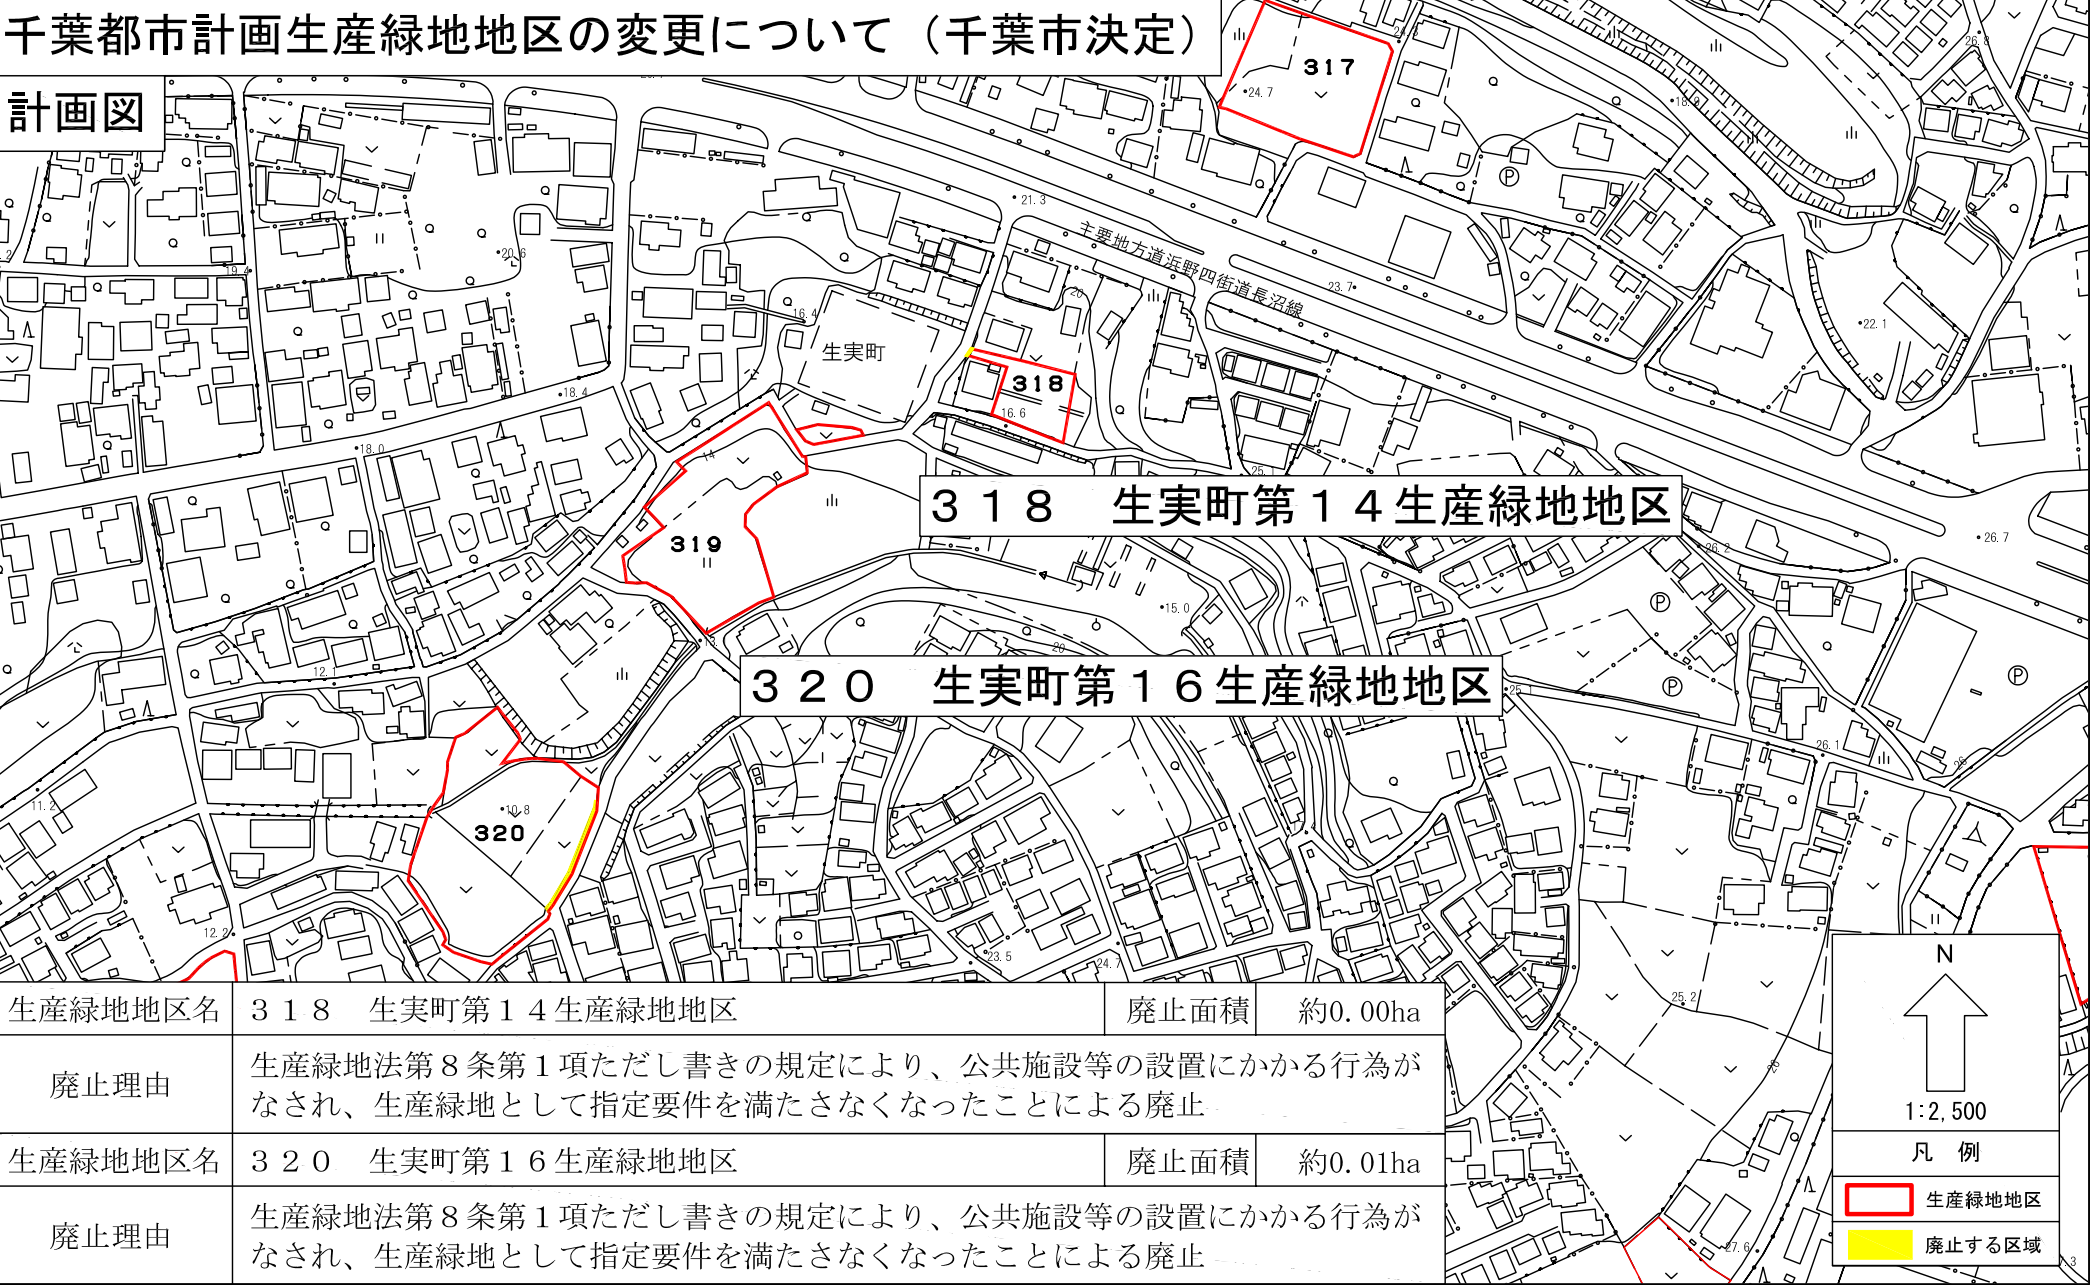 千葉都市計画生産緑地地区の変更について（千葉市決定）
計画図
317
24.7
24.3
18.9
26.8
21.3
主要地方道浜野四街道長沼線
23.7
22.1
20.6
19.4
16.4
生実町
20
318
16.6
18.4
18.0
14
319
25.1
318　生実町第14生産緑地地区
26.7
26.2
15.0
12.1
20
320　生実町第16生産緑地地区
25.1
26.1
11.2
10.8
320
12.2
23.5
24.7
25.2
27.6
生産緑地地区名　318　生実町第14生産緑地地区　廃止面積　約0.00ha
廃止理由
生産緑地法第8条第1項ただし書きの規定により、公共施設等の設置にかかる行為が
なされ、生産緑地として指定要件を満たさなくなったことによる廃止
生産緑地地区名　320　生実町第16生産緑地地区　廃止面積　約0.01ha
廃止理由
生産緑地法第8条第1項ただし書きの規定により、公共施設等の設置にかかる行為が
なされ、生産緑地として指定要件を満たさなくなったことによる廃止
N
1:2,500
凡例
生産緑地地区
廃止する区域